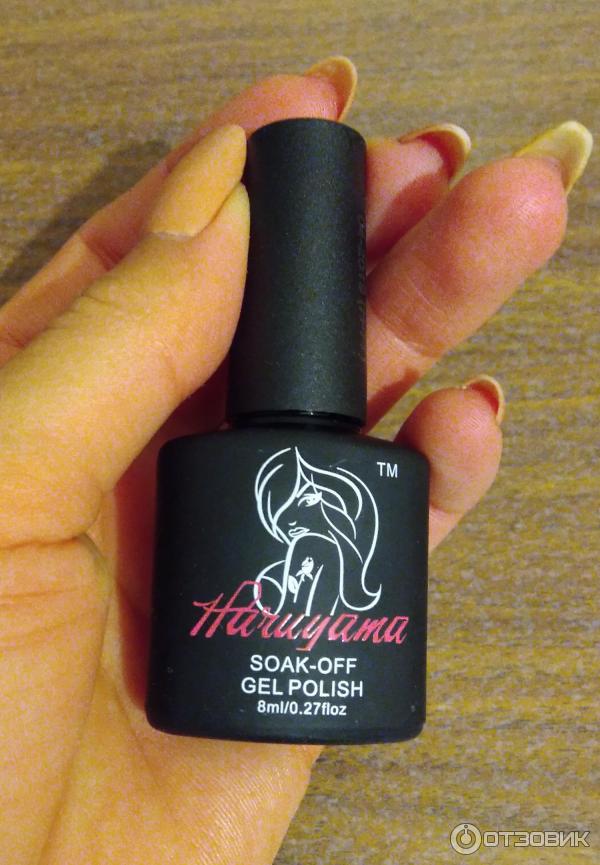 TM
Haruyama
SOAK-OFF
GEL POLISH
8ml/0.27floz
ОТЗОВИК